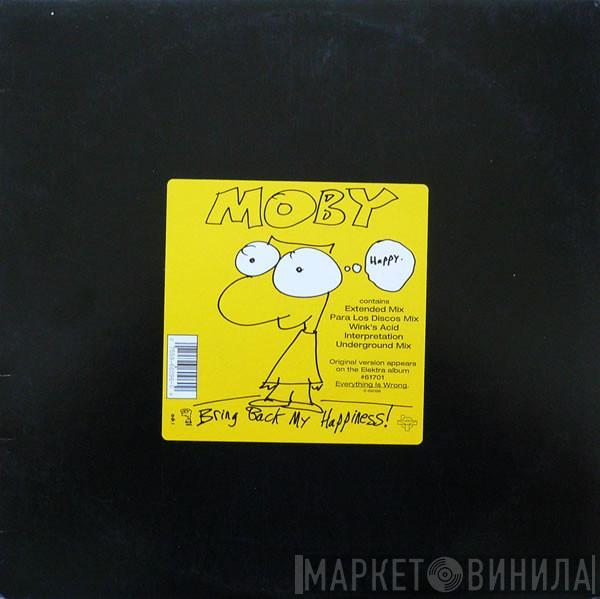 MOBY
Happy.
contains
Extended Mix
Para Los Discos Mix
Wink's Acid
Interpretation
Underground Mix
Original version appears
on the Elektra album
#61701
Everything Is Wrong.
Bring Back My Happiness!
МАРКЕТ ВИНИЛА